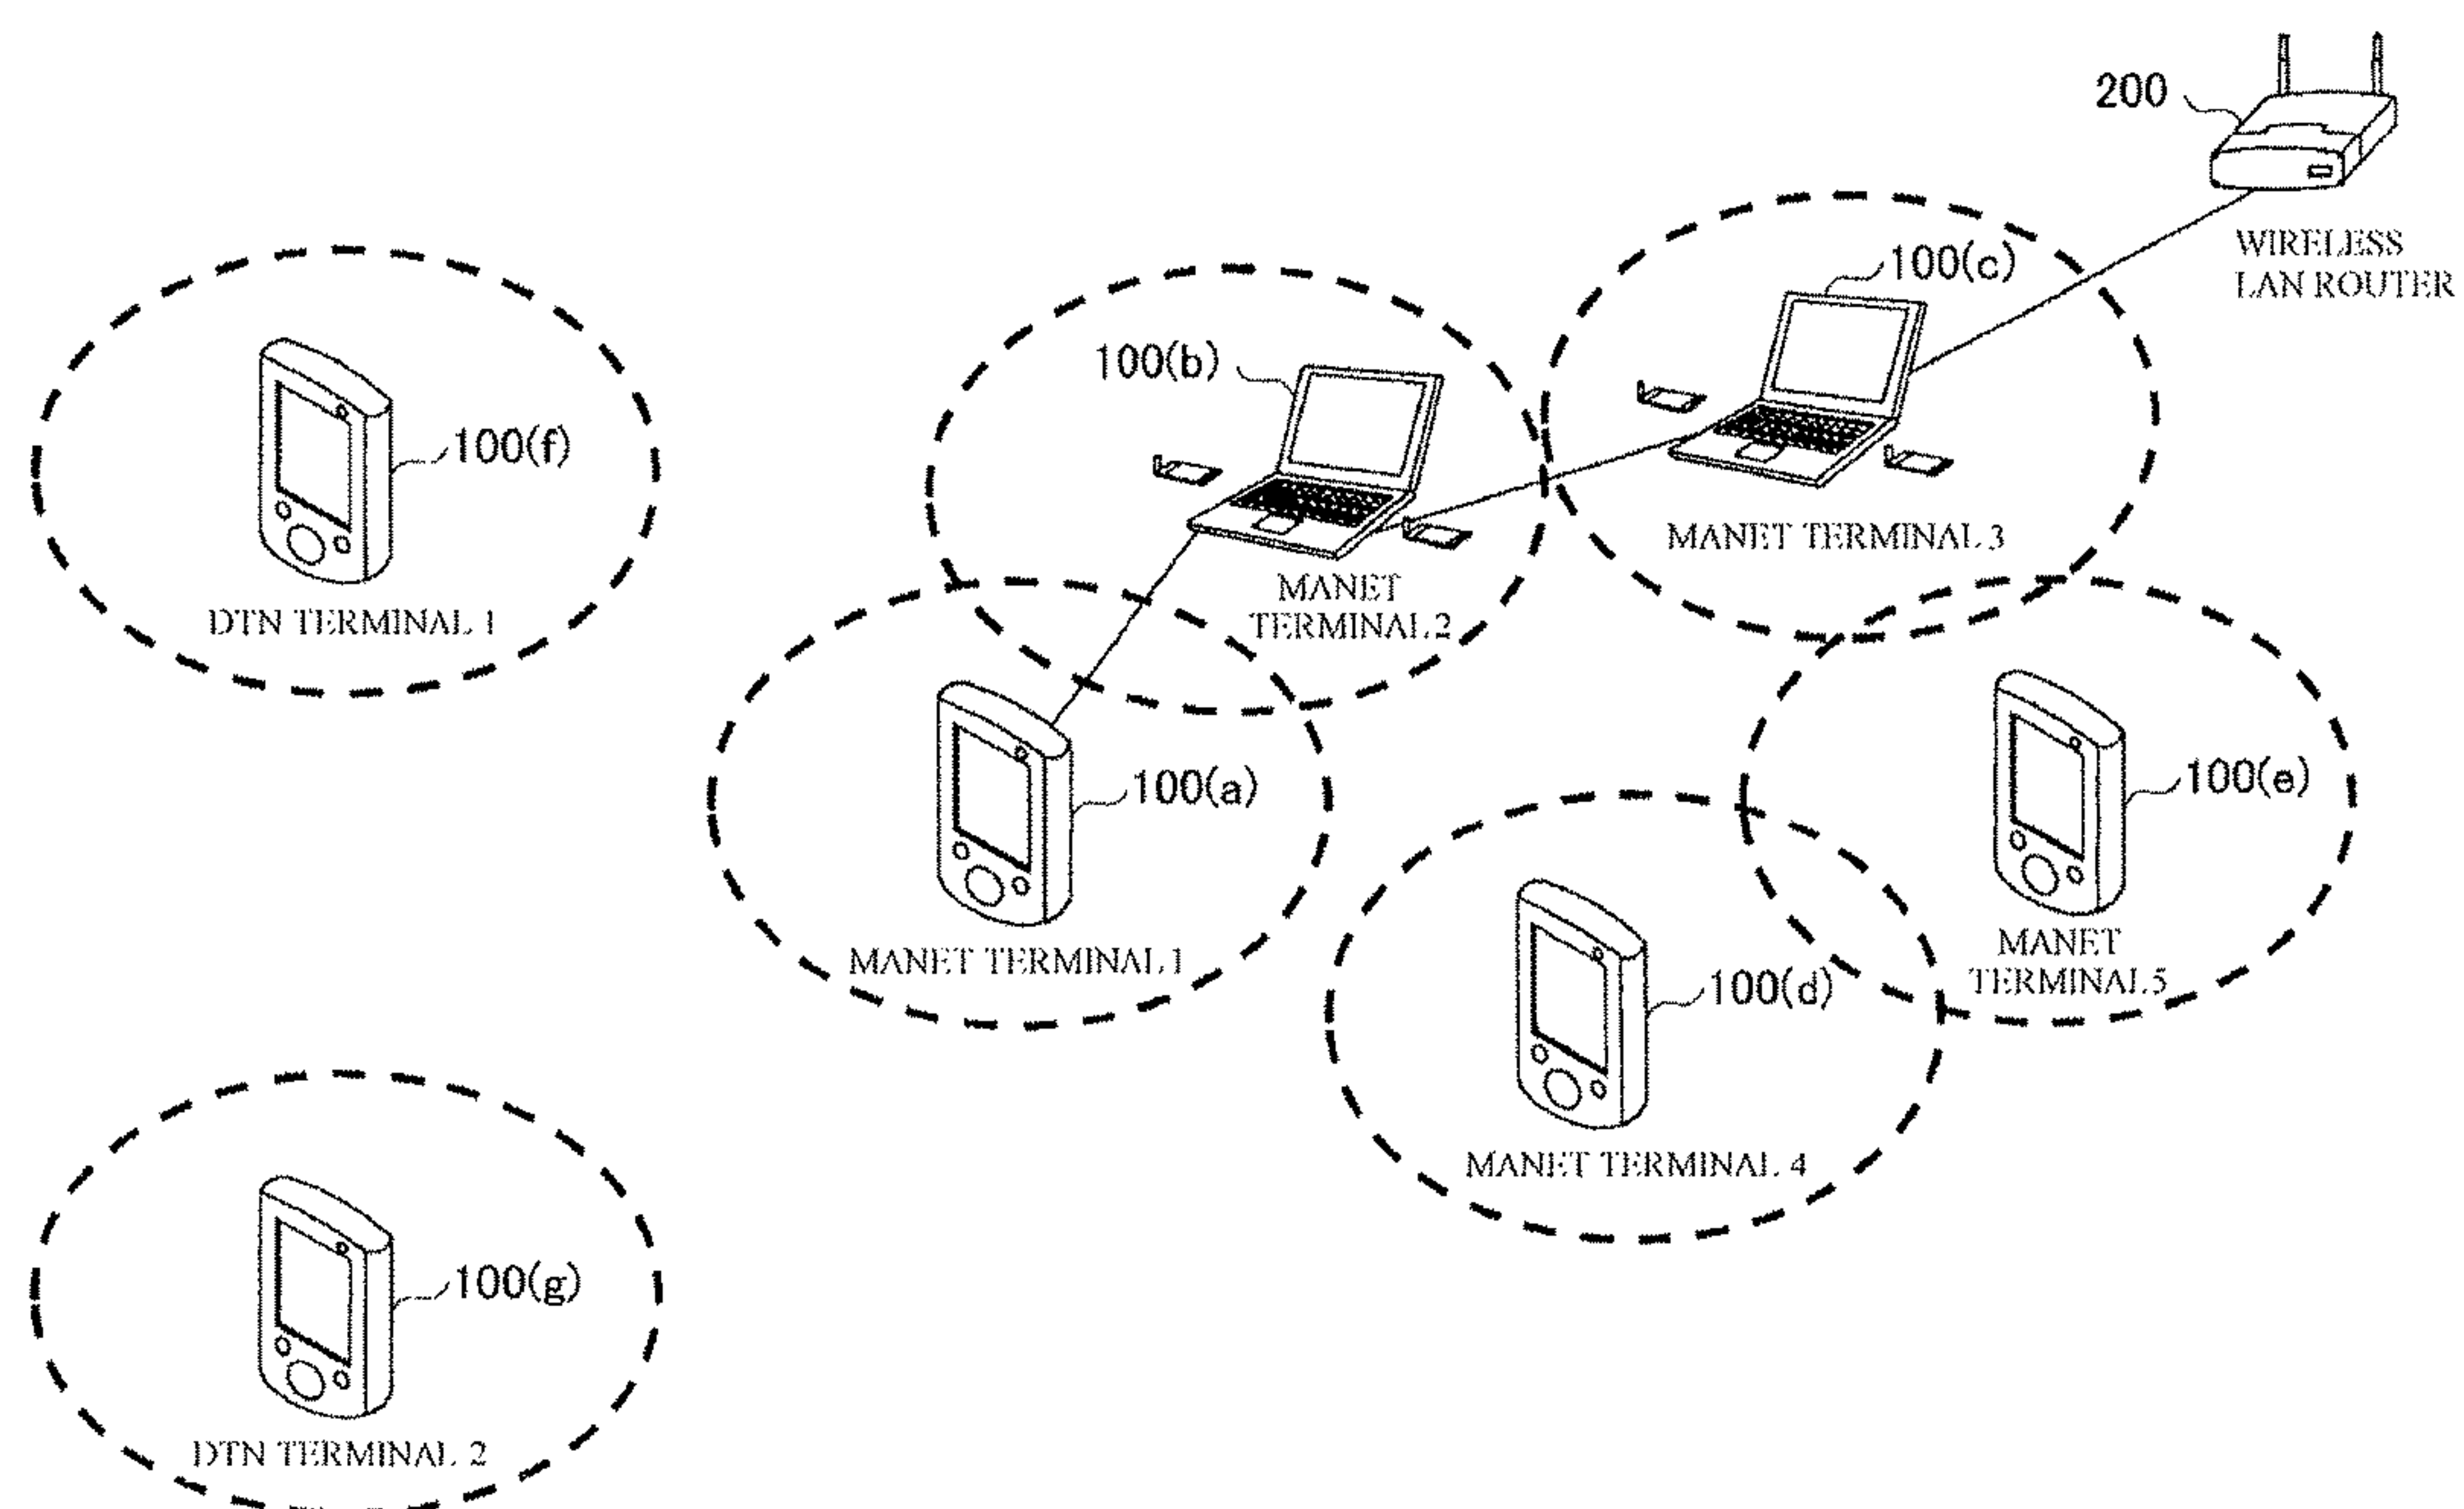 200
WIRELESS
LAN ROUTER
100(c)
100(b)
100(f)
MANET TERMINAL 3
MANET
TERMINAL 2
DTN TERMINAL 1
100(a)
100(e)
MANET
TERMINAL 5
MANET TERMINAL 1
100(d)
MANET TERMINAL 4
100(g)
DTN TERMINAL 2